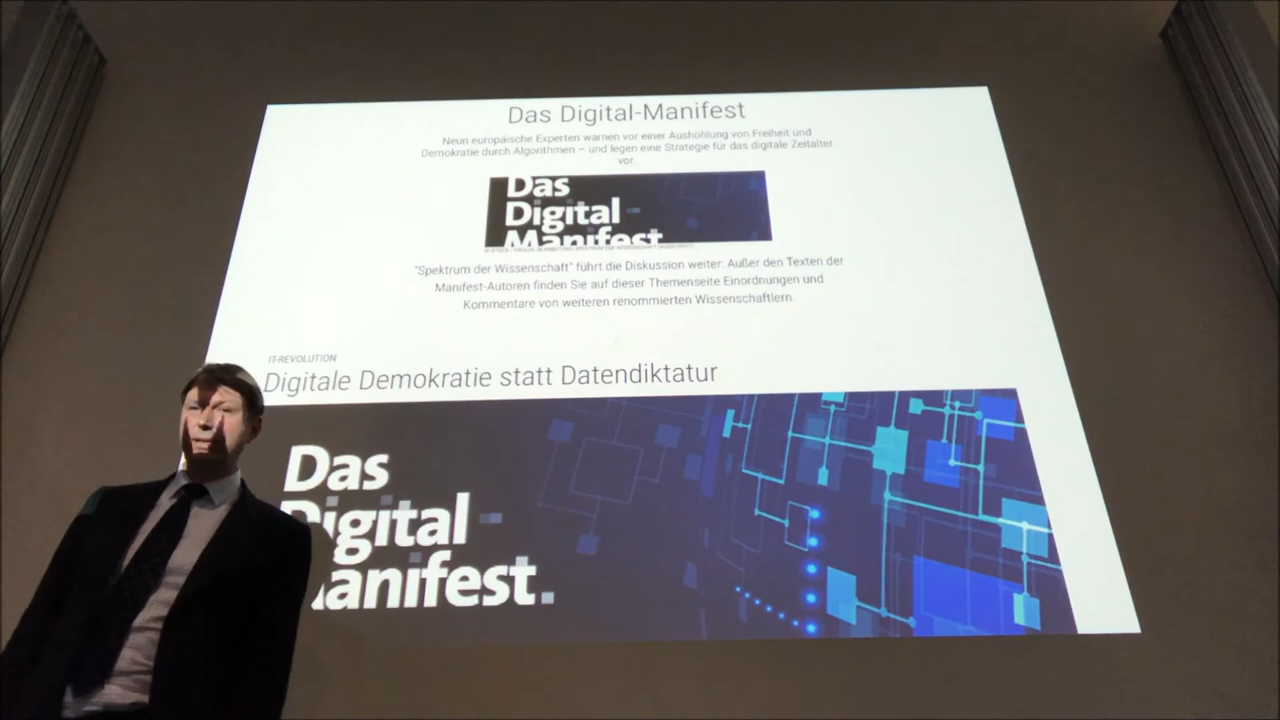 Das Digital-Manifest
Neun europäische Experten warnen vor einer Aushöhlung von Freiheit und
Demokratie durch Algorithmen – und legen eine Strategie für das digitale Zeitalter
vor.
Das
Digital-
Manifest
"Spektrum der Wissenschaft" führt die Diskussion weiter: Außer den Texten der
Manifest-Autoren finden Sie auf dieser Themenseite Einordnungen und
Kommentare von weiteren renommierten Wissenschaftlern.
IT-REVOLUTION
Digitale Demokratie statt Datendiktatur
Das
Digital-
Manifest.